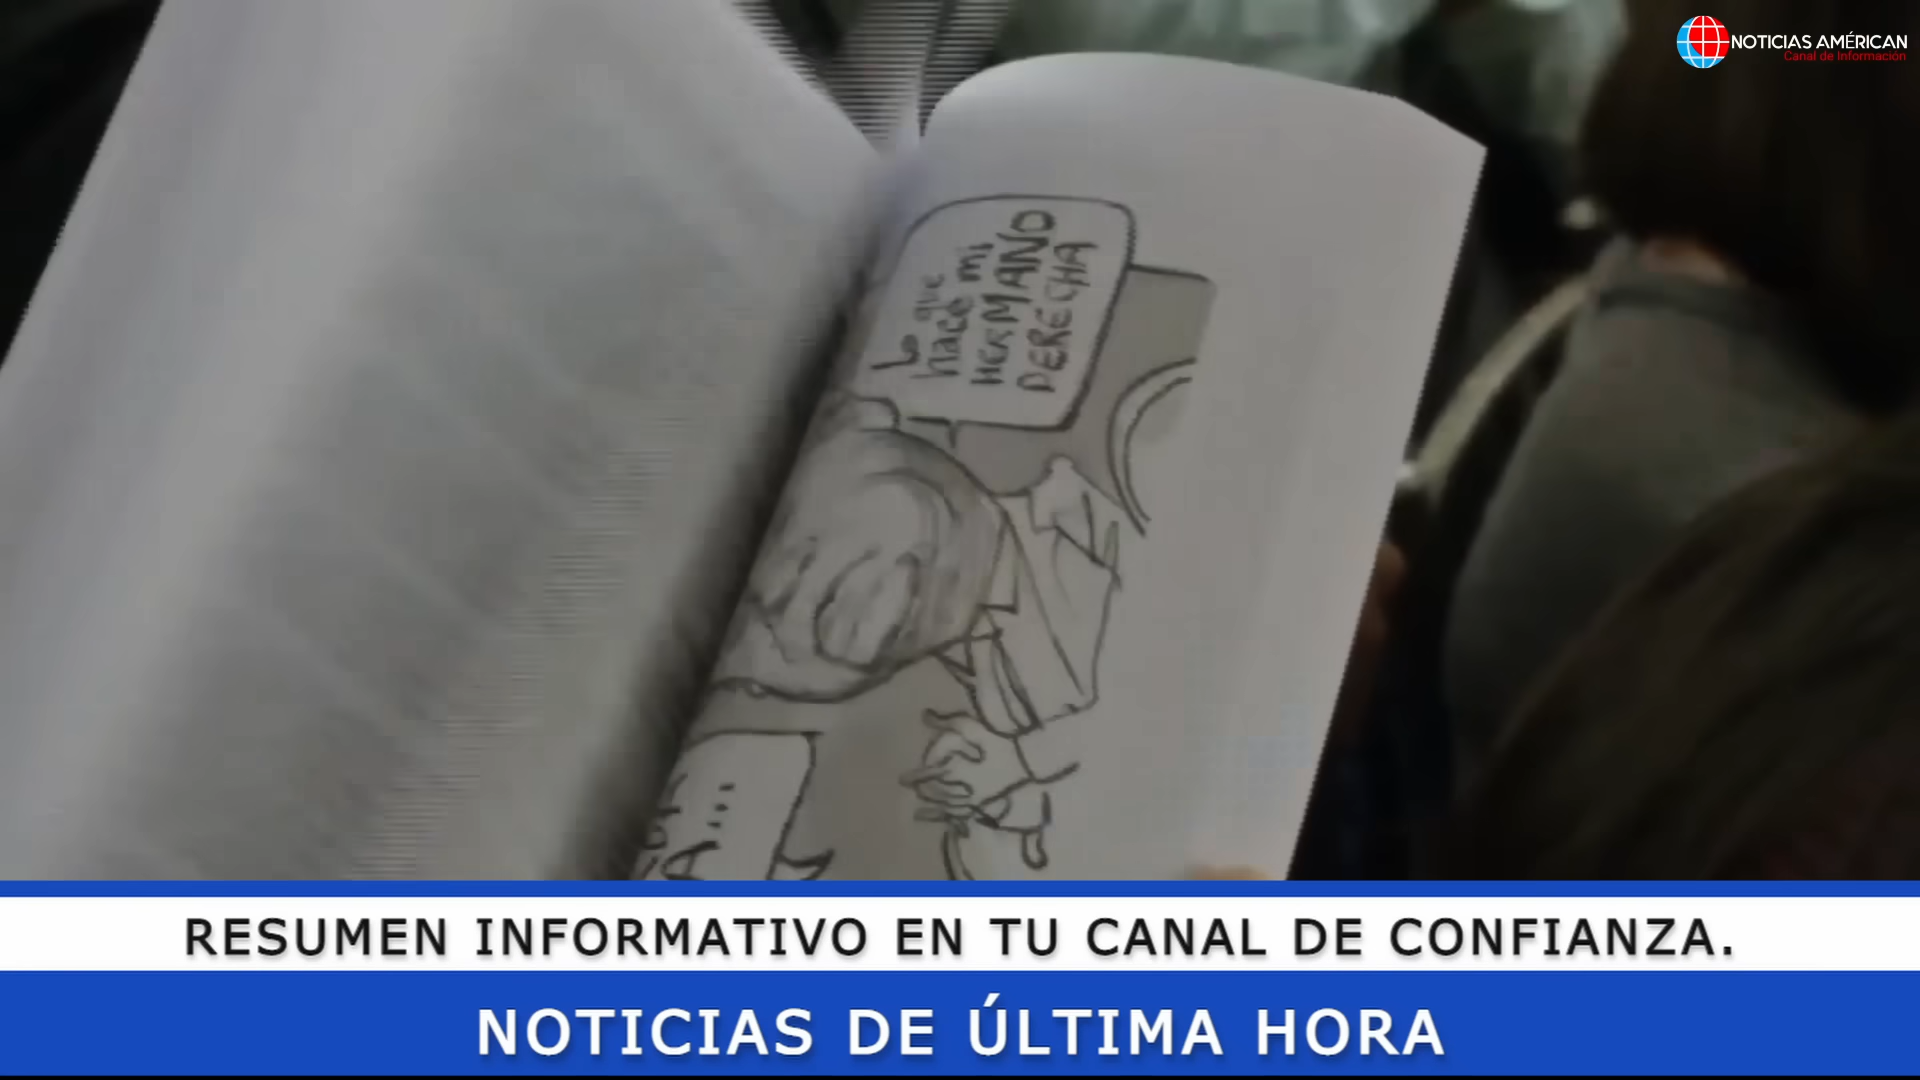 NOTICIAS AMÉRICAN
Canal de Información
Lo que
hace mi
HERMANO
DERECHA
A...
RESUMEN INFORMATIVO EN TU CANAL DE CONFIANZA.
NOTICIAS DE ÚLTIMA HORA